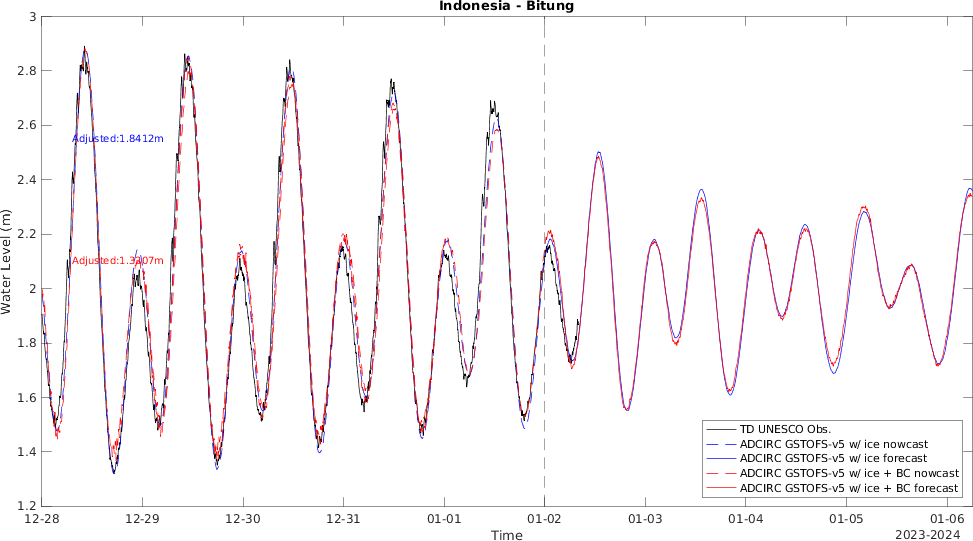 Indonesia - Bitung
Water Level (m)
3
2.8
2.6
2.4
2.2
2
1.8
1.6
1.4
1.2
Adjusted:1.8412m
Adjusted:1.3207m
TD UNESCO Obs.
ADCIRC GSTOFS-v5 w/ ice nowcast
ADCIRC GSTOFS-v5 w/ ice forecast
ADCIRC GSTOFS-v5 w/ ice + BC nowcast
ADCIRC GSTOFS-v5 w/ ice + BC forecast
12-28 12-29 12-30 12-31 01-01 01-02 01-03 01-04 01-05 01-06
Time
2023-2024